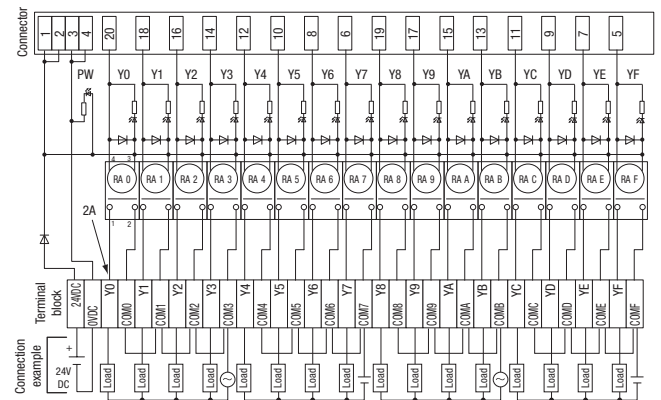 Connector
1 2 3 4 20 18 16 14 12 10 8 6 19 17 15 13 11 9 7 5
PW Y0 Y1 Y2 Y3 Y4 Y5 Y6 Y7 Y8 Y9 YA YB YC YD YE YF
4 3
RA 0 RA 1 RA 2 RA 3 RA 4 RA 5 RA 6 RA 7 RA 8 RA 9 RA A RA B RA C RA D RA E RA F
2A
1 2
Terminal block
24VDC 0VDC Y0 COM0 Y1 COM1 Y2 COM2 Y3 COM3 Y4 COM4 Y5 COM5 Y6 COM6 Y7 COM7 Y8 COM8 Y9 COM9 YA COMA YB COMB YC COMC YD COMD YE COME YF COMF
Connection example
+
24V
DC
Load Load Load Load Load Load Load Load Load Load Load Load Load Load Load Load